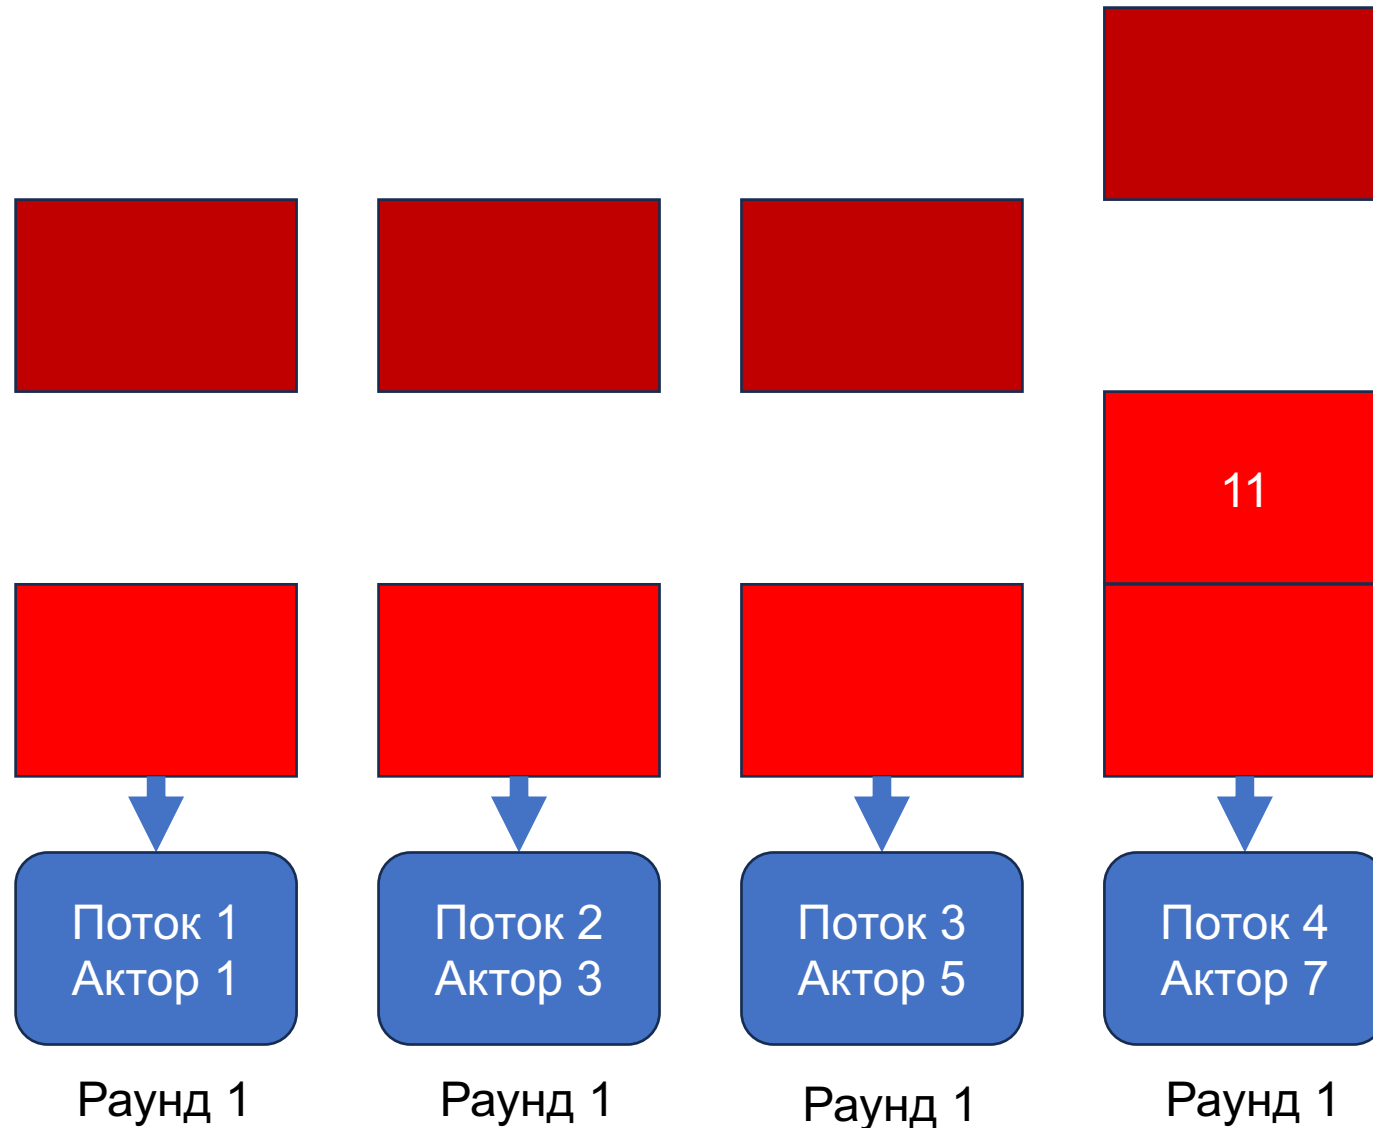 11
Поток 1
Актор 1
Поток 2
Актор 3
Поток 3
Актор 5
Поток 4
Актор 7
Раунд 1
Раунд 1
Раунд 1
Раунд 1